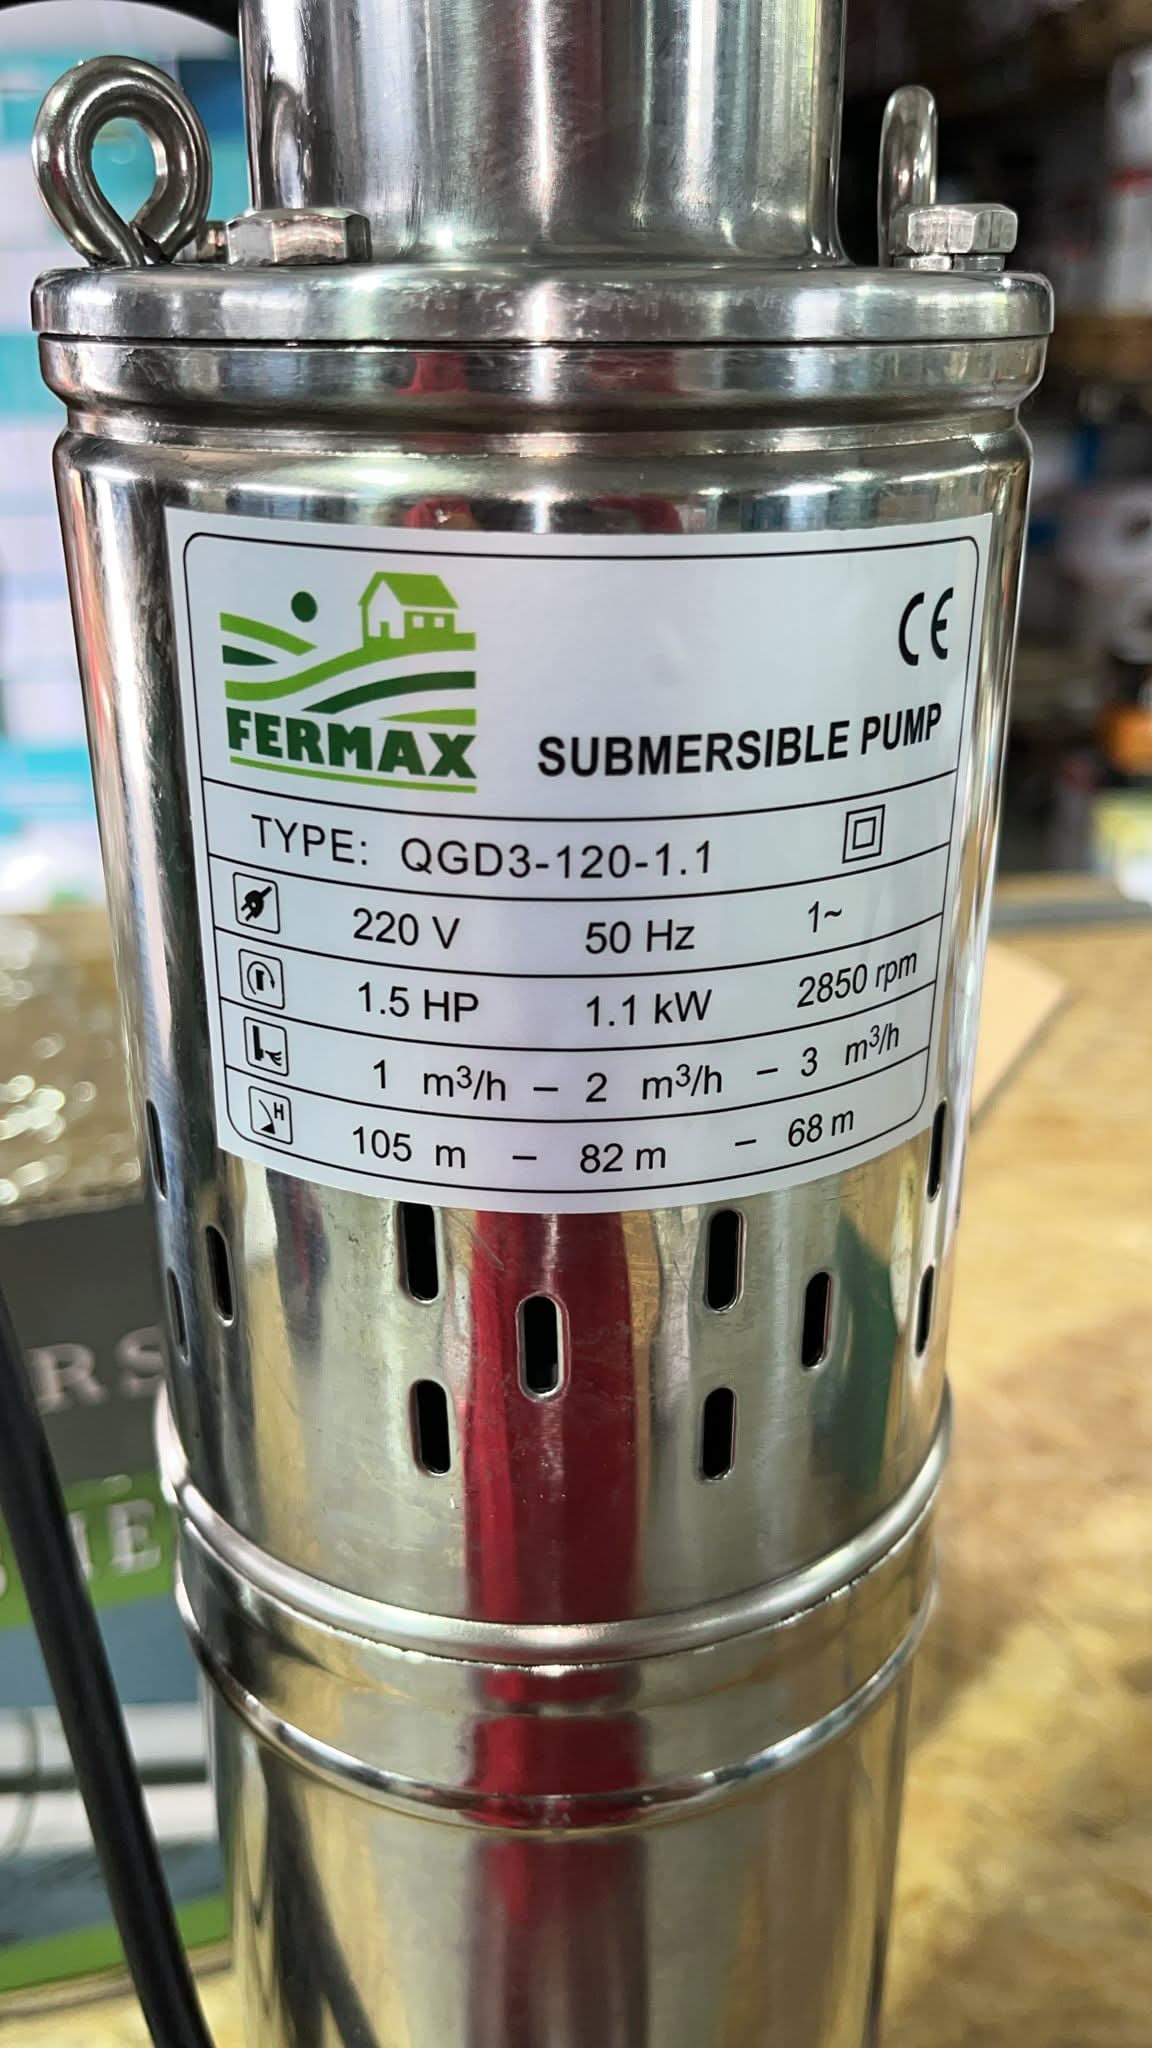 CE
FERMAX
SUBMERSIBLE PUMP
TYPE: QGD3-120-1.1
220 V 50 Hz 1~
1.5 HP 1.1 kW 2850 rpm
1 m³/h – 2 m³/h – 3 m³/h
H
105 m – 82 m – 68 m
RS